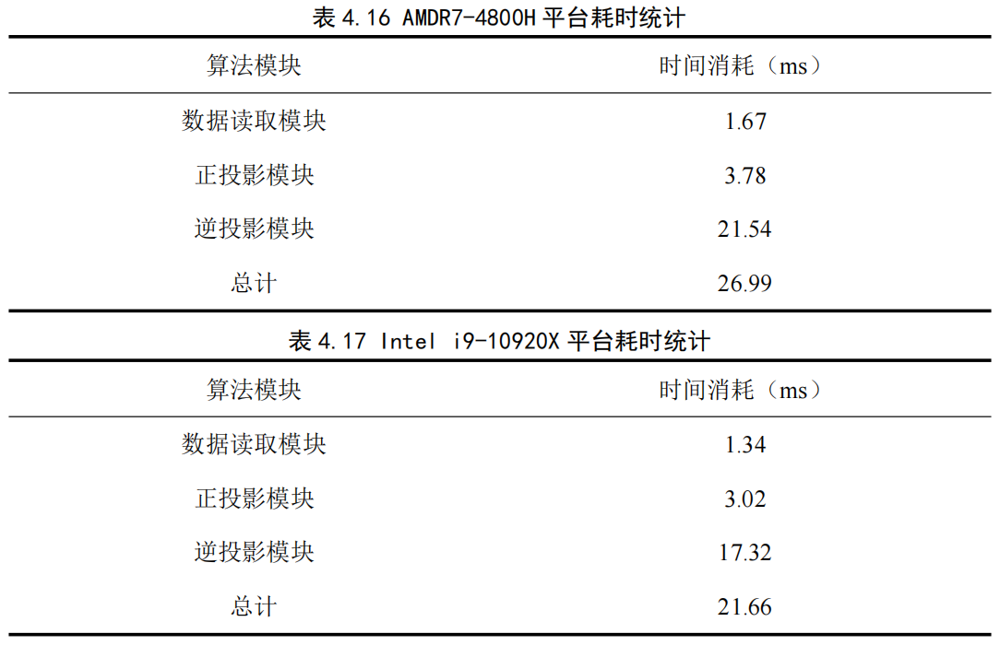 表 4.16 AMDR7-4800H 平台耗时统计
算法模块 时间消耗（ms）
数据读取模块 1.67
正投影模块 3.78
逆投影模块 21.54
总计 26.99
表 4.17 Intel i9-10920X 平台耗时统计
算法模块 时间消耗（ms）
数据读取模块 1.34
正投影模块 3.02
逆投影模块 17.32
总计 21.66